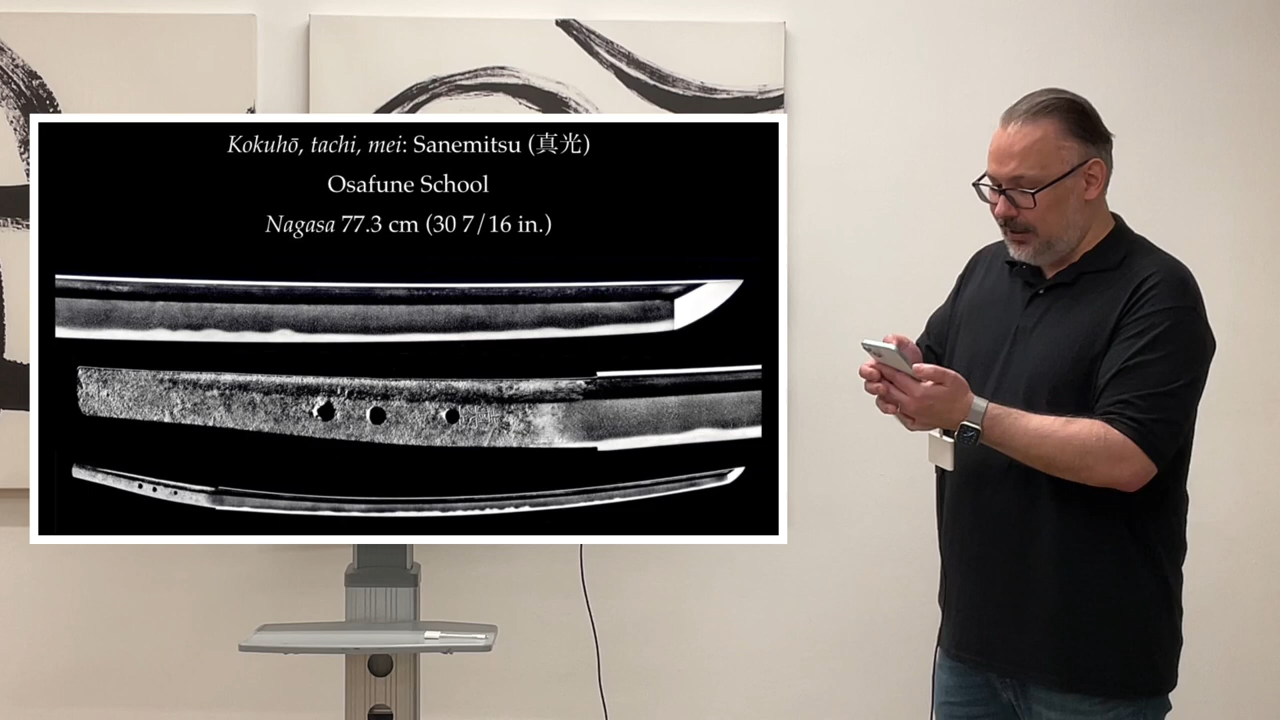 Kokuhō, tachi, mei: Sanemitsu (真光)
Osafune School
Nagasa 77.3 cm (30 7/16 in.)